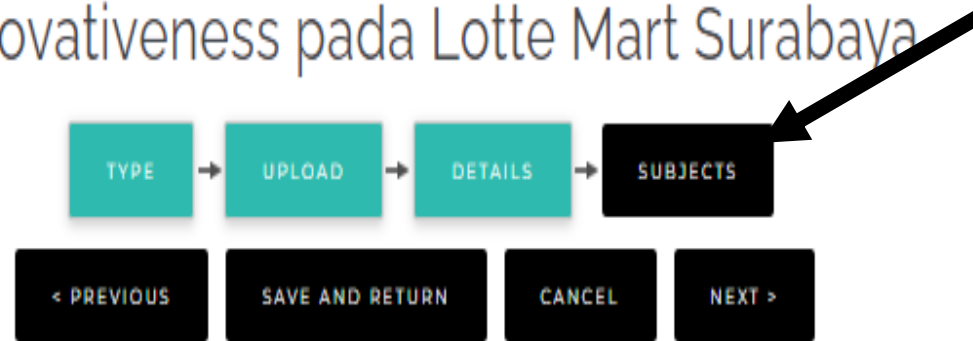 ovativeness pada Lotte Mart Surabaya
TYPE UPLOAD DETAILS SUBJECTS
< PREVIOUS SAVE AND RETURN CANCEL NEXT >